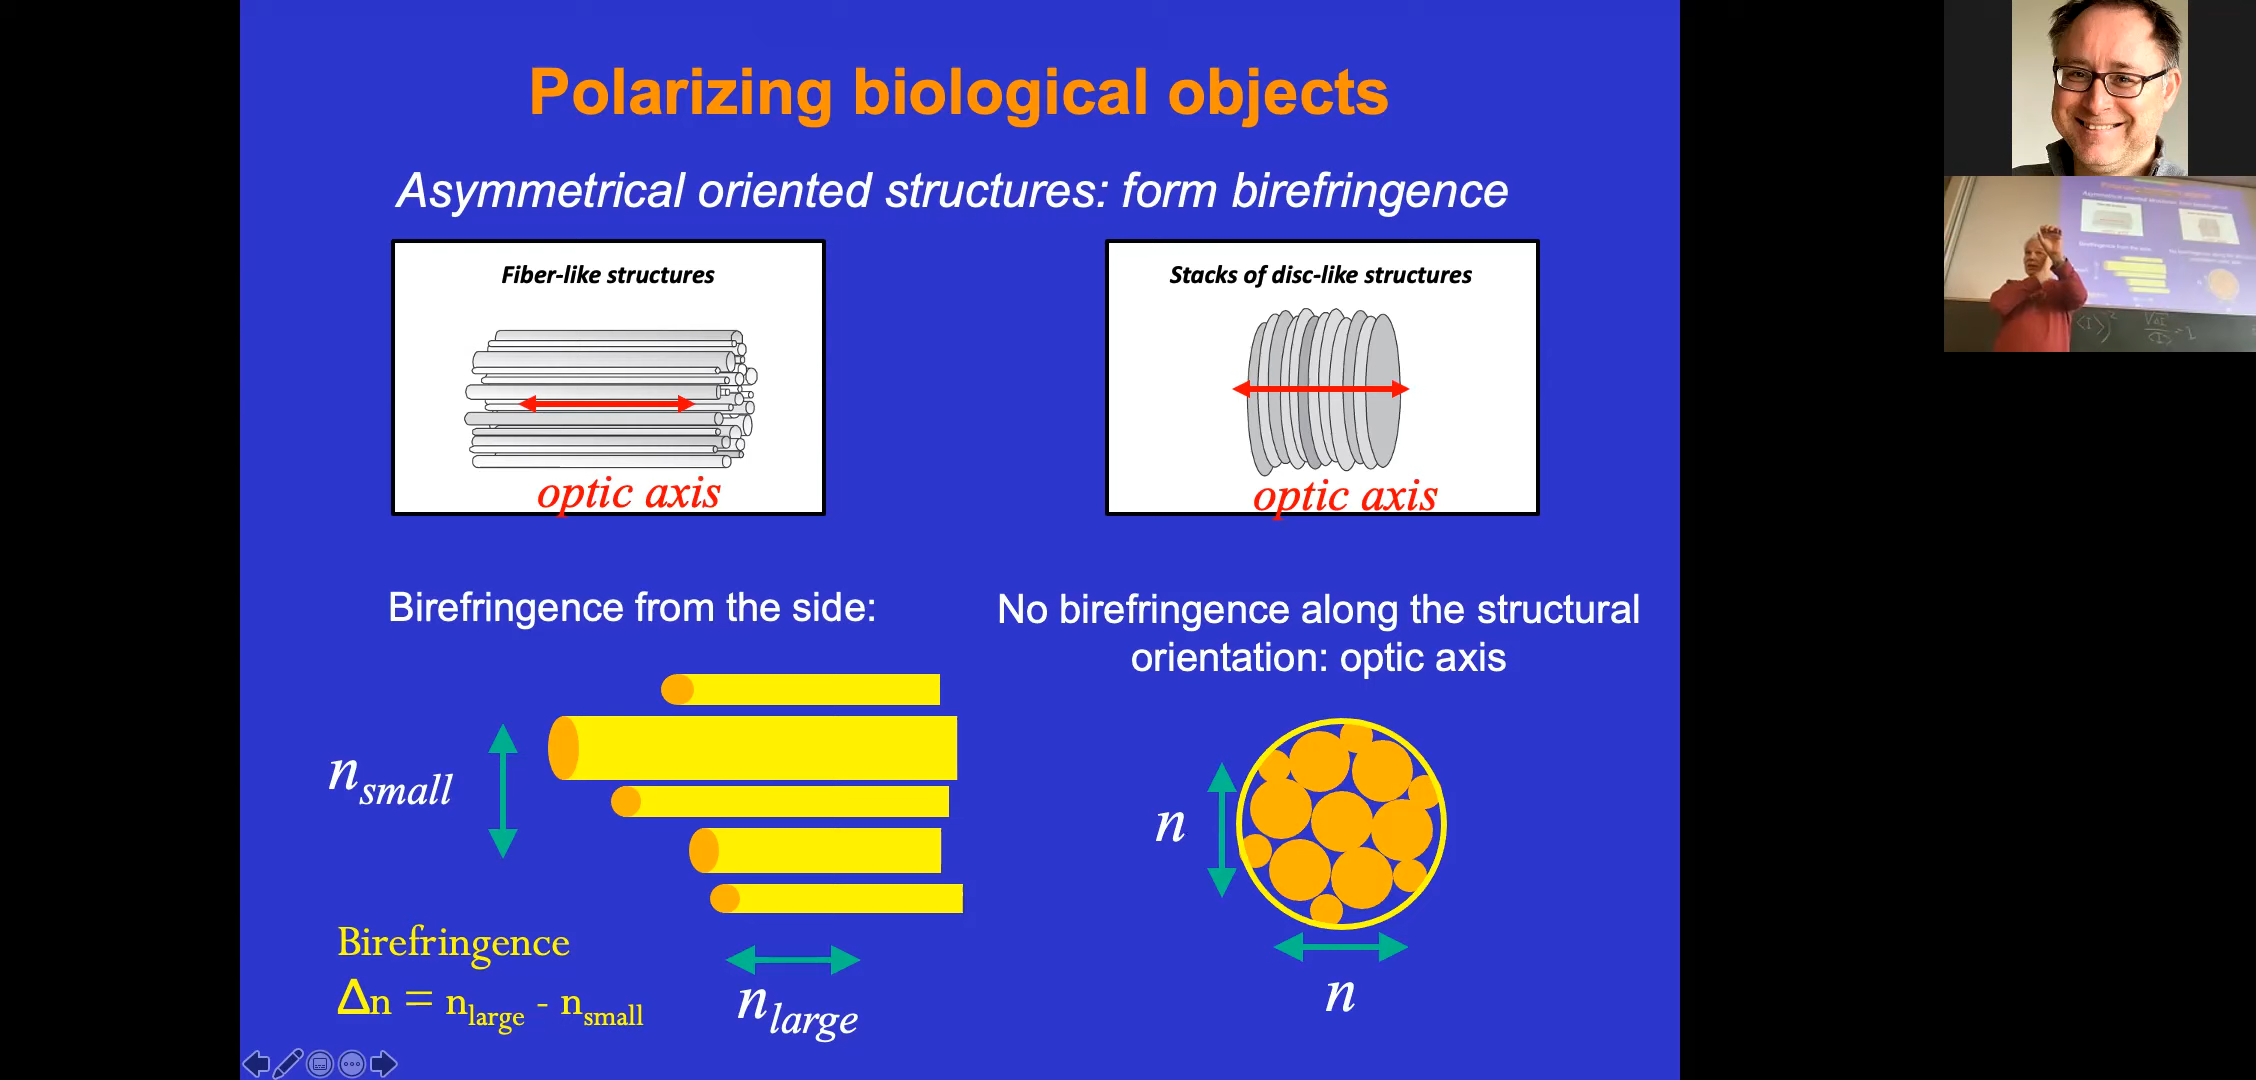 Polarizing biological objects
Asymmetrical oriented structures: form birefringence
Fiber-like structures
optic axis
Stacks of disc-like structures
optic axis
Birefringence from the side:
No birefringence along the structural
orientation: optic axis
n small
n large
Birefringence
Δn = n large - n small
n
n